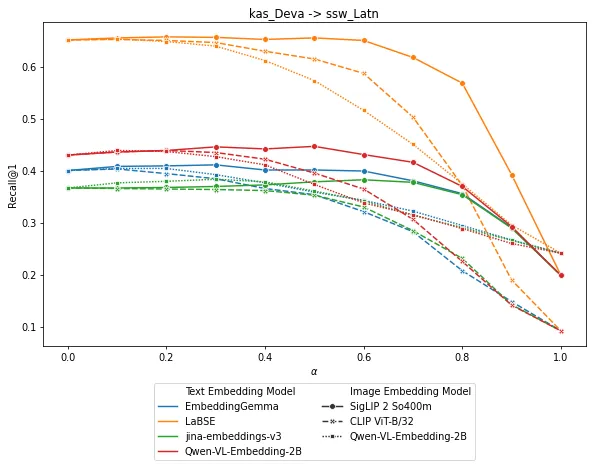 kas_Deva -> ssw_Latn
Recall@1
0.6
0.5
0.4
0.3
0.2
0.1
0.0 0.2 0.4 0.6 0.8 1.0
α
Text Embedding Model Image Embedding Model
EmbeddingGemma SigLIP 2 So400m
LaBSE CLIP ViT-B/32
jina-embeddings-v3 Qwen-VL-Embedding-2B
Qwen-VL-Embedding-2B